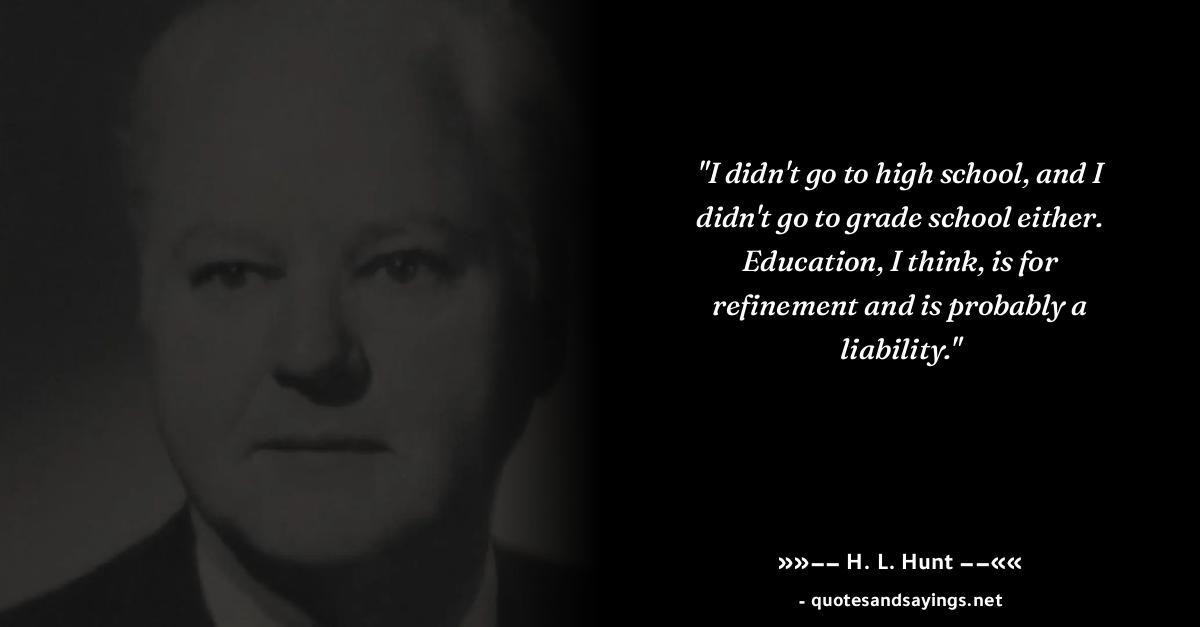 "I didn't go to high school, and I
didn't go to grade school either.
Education, I think, is for
refinement and is probably a
liability."
»»–– H. L. Hunt ––««
- quotesandsayings.net